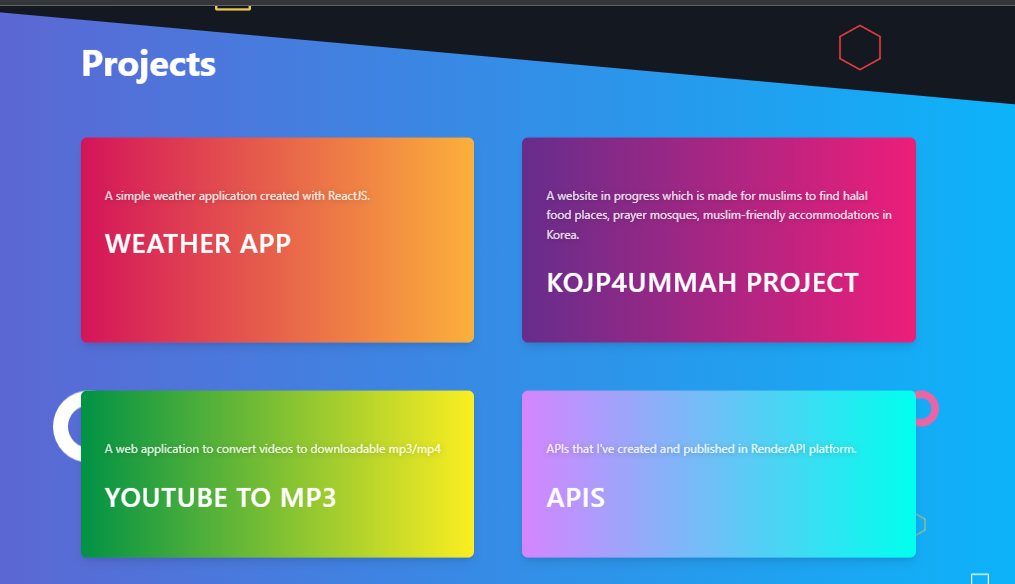 Projects
A simple weather application created with ReactJS.
WEATHER APP
A website in progress which is made for muslims to find halal
food places, prayer mosques, muslim-friendly accommodations in
Korea.
KOJP4UMMAH PROJECT
A web application to convert videos to downloadable mp3/mp4
YOUTUBE TO MP3
APIs that I've created and published in RenderAPI platform.
APIS